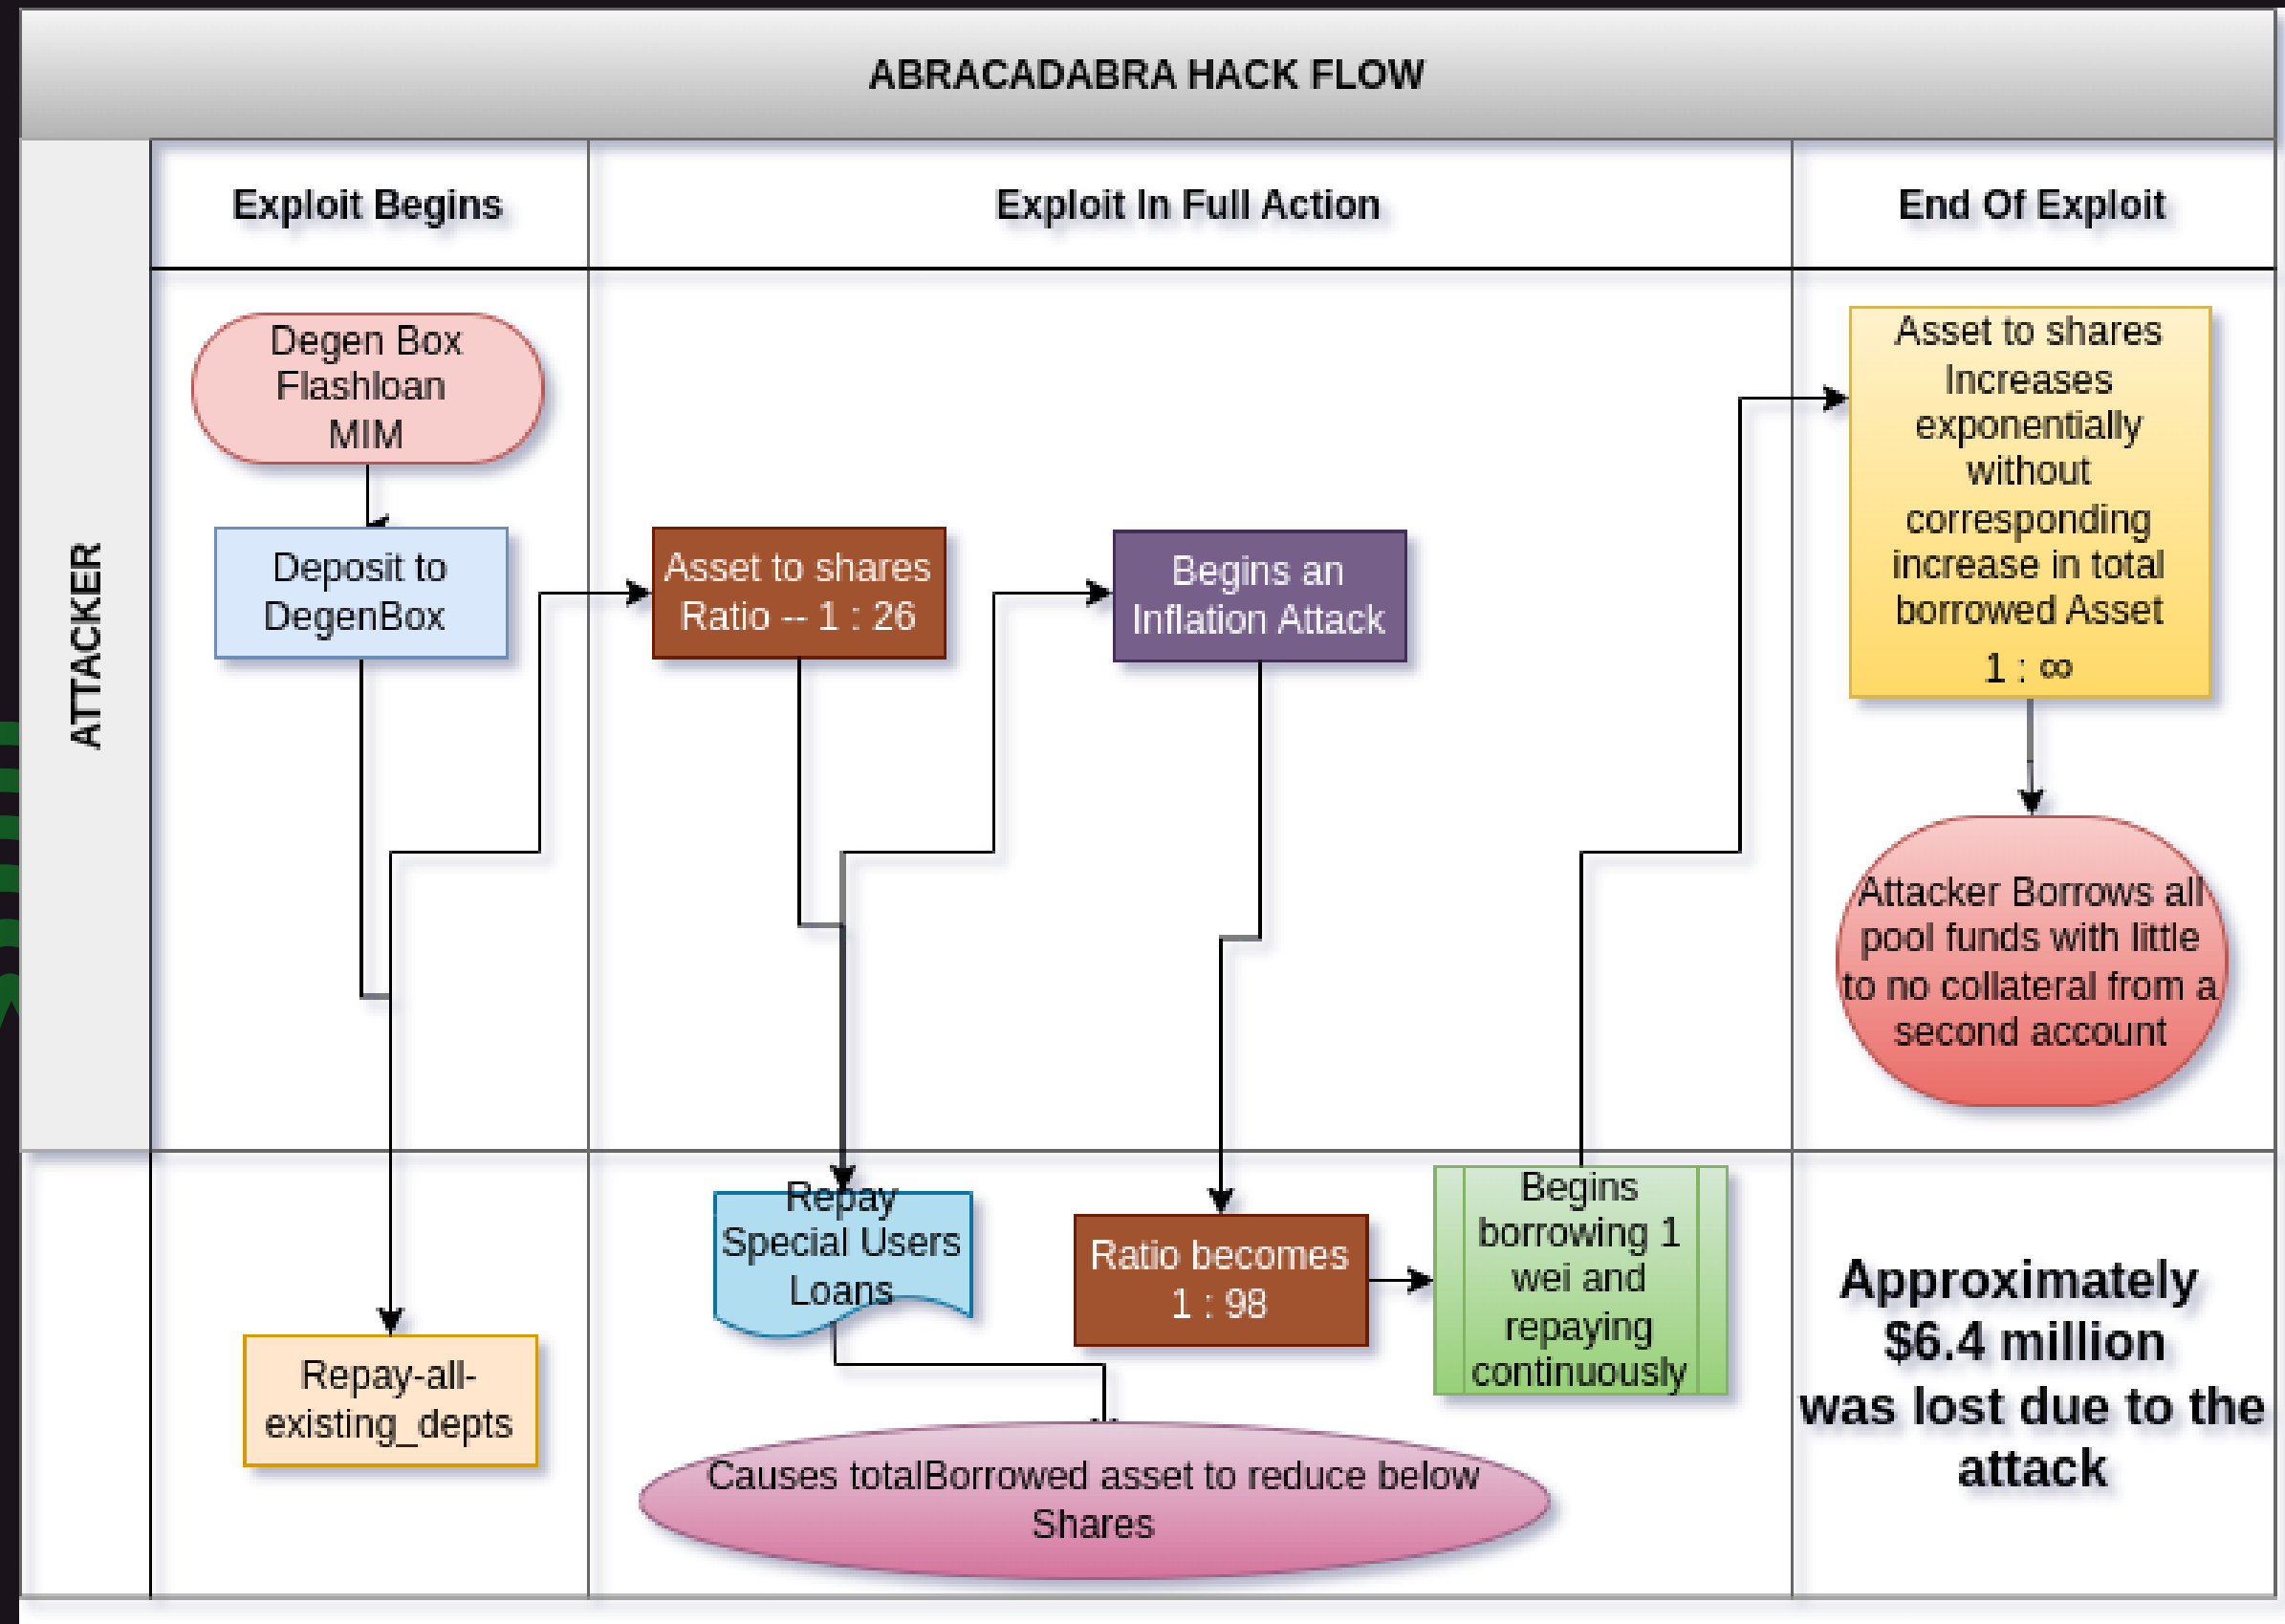 ABRACADABRA HACK FLOW
ATTACKER
Exploit Begins
Exploit In Full Action
End Of Exploit
Degen Box
Flashloan
MIM
Deposit to
DegenBox
Repay-all-
existing_depts
Asset to shares
Ratio -- 1 : 26
Repay
Special Users
Loans
Causes totalBorrowed asset to reduce below
Shares
Begins an
Inflation Attack
Ratio becomes
1 : 98
Begins
borrowing 1
wei and
repaying
continuously
Asset to shares
Increases
exponentially
without
corresponding
increase in total
borrowed Asset
1 : ∞
Attacker Borrows all
pool funds with little
to no collateral from a
second account
Approximately
$6.4 million
was lost due to the
attack